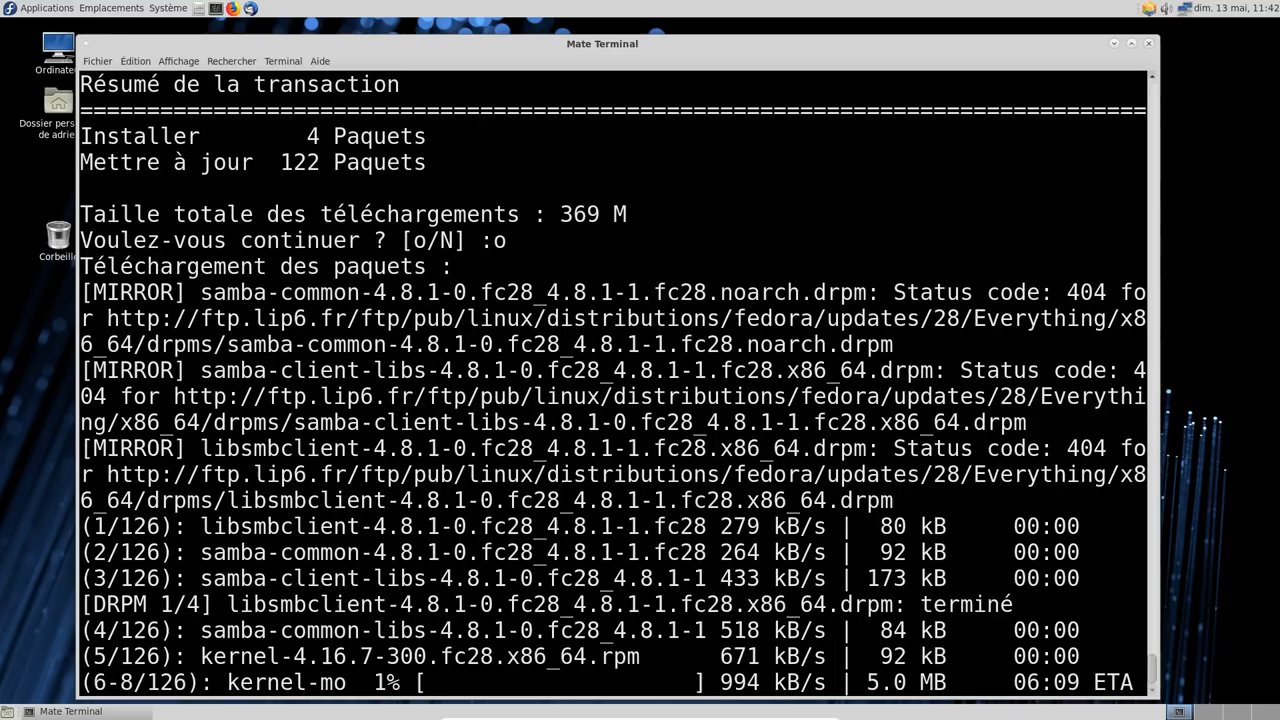 Applications Emplacements Système
dim. 13 mai, 11:42
Mate Terminal
Fichier Édition Affichage Rechercher Terminal Aide
Résumé de la transaction
================================================================================
Installer        4 Paquets
Mettre à jour  122 Paquets
Taille totale des téléchargements : 369 M
Voulez-vous continuer ? [o/N] :o
Téléchargement des paquets :
[MIRROR] samba-common-4.8.1-0.fc28_4.8.1-1.fc28.noarch.drpm: Status code: 404 fo
r http://ftp.lip6.fr/ftp/pub/linux/distributions/fedora/updates/28/Everything/x8
6_64/drpms/samba-common-4.8.1-0.fc28_4.8.1-1.fc28.noarch.drpm
[MIRROR] samba-client-libs-4.8.1-0.fc28_4.8.1-1.fc28.x86_64.drpm: Status code: 4
04 for http://ftp.lip6.fr/ftp/pub/linux/distributions/fedora/updates/28/Everythi
ng/x86_64/drpms/samba-client-libs-4.8.1-0.fc28_4.8.1-1.fc28.x86_64.drpm
[MIRROR] libsmbclient-4.8.1-0.fc28_4.8.1-1.fc28.x86_64.drpm: Status code: 404 fo
r http://ftp.lip6.fr/ftp/pub/linux/distributions/fedora/updates/28/Everything/x8
6_64/drpms/libsmbclient-4.8.1-0.fc28_4.8.1-1.fc28.x86_64.drpm
(1/126): libsmbclient-4.8.1-0.fc28_4.8.1-1.fc28 279 kB/s |  80 kB     00:00
(2/126): samba-common-4.8.1-0.fc28_4.8.1-1.fc28 264 kB/s |  92 kB     00:00
(3/126): samba-client-libs-4.8.1-0.fc28_4.8.1-1 433 kB/s | 173 kB     00:00
[DRPM 1/4] libsmbclient-4.8.1-0.fc28_4.8.1-1.fc28.x86_64.drpm: terminé
(4/126): samba-common-libs-4.8.1-0.fc28_4.8.1-1 518 kB/s |  84 kB     00:00
(5/126): kernel-4.16.7-300.fc28.x86_64.rpm      671 kB/s |  92 kB     00:00
(6-8/126): kernel-mo  1% [                    ] 994 kB/s | 5.0 MB     06:09 ETA
Ordinate
Dossier pers
de adrie
Corbeille
Mate Terminal